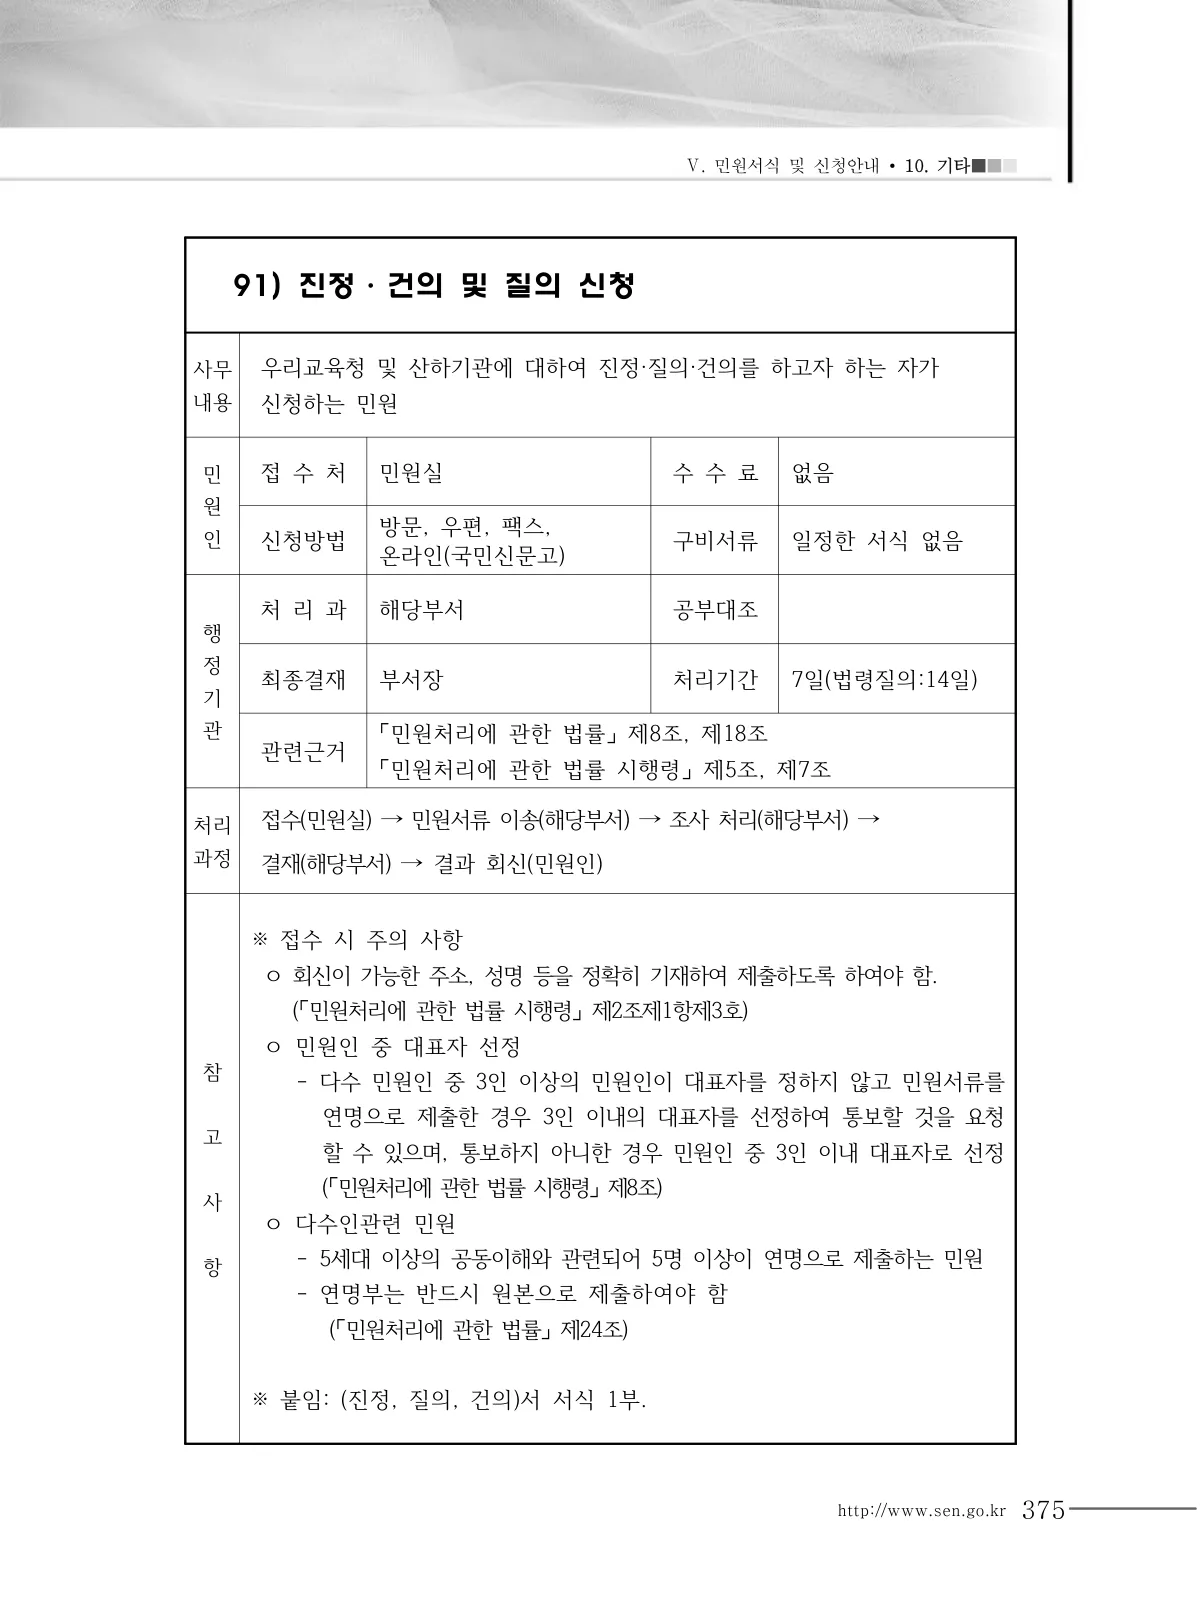 Ⅴ. 민원서식 및 신청안내 • 10. 기타
91) 진정 · 건의 및 질의 신청
사무
내용
우리교육청 및 산하기관에 대하여 진정·질의·건의를 하고자 하는 자가
신청하는 민원
민
원
인
접 수 처
민원실
수 수 료
없음
신청방법
방문, 우편, 팩스,
온라인(국민신문고)
구비서류
일정한 서식 없음
행
정
기
관
처 리 과
해당부서
공부대조
최종결재
부서장
처리기간
7일(법령질의:14일)
관련근거
「민원처리에 관한 법률」 제8조, 제18조
「민원처리에 관한 법률 시행령」 제5조, 제7조
처리
과정
접수(민원실) → 민원서류 이송(해당부서) → 조사 처리(해당부서) →
결재(해당부서) → 결과 회신(민원인)
참
고
사
항
※ 접수 시 주의 사항
ㅇ 회신이 가능한 주소, 성명 등을 정확히 기재하여 제출하도록 하여야 함.
(「민원처리에 관한 법률 시행령」 제2조제1항제3호)
ㅇ 민원인 중 대표자 선정
- 다수 민원인 중 3인 이상의 민원인이 대표자를 정하지 않고 민원서류를
연명으로 제출한 경우 3인 이내의 대표자를 선정하여 통보할 것을 요청
할 수 있으며, 통보하지 아니한 경우 민원인 중 3인 이내 대표자로 선정
(「민원처리에 관한 법률 시행령」 제8조)
ㅇ 다수인관련 민원
- 5세대 이상의 공동이해와 관련되어 5명 이상이 연명으로 제출하는 민원
- 연명부는 반드시 원본으로 제출하여야 함
(「민원처리에 관한 법률」 제24조)
※ 붙임: (진정, 질의, 건의)서 서식 1부.
http://www.sen.go.kr 375